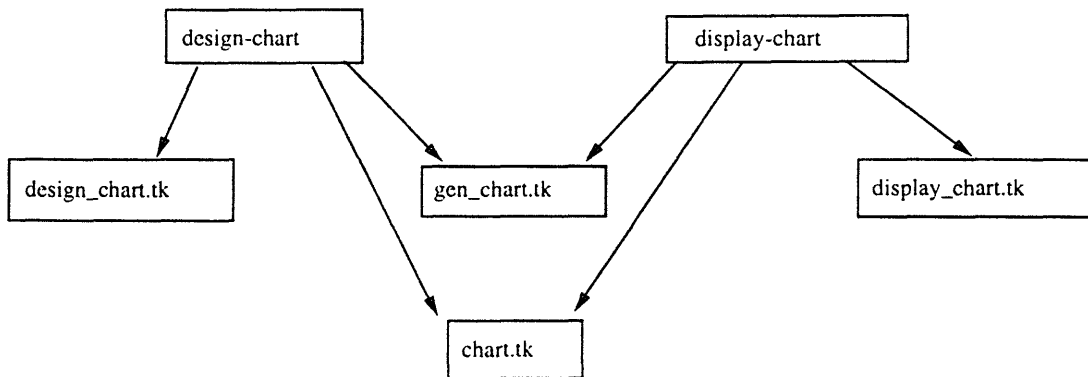 design-chart
display-chart
design_chart.tk
gen_chart.tk
display_chart.tk
chart.tk